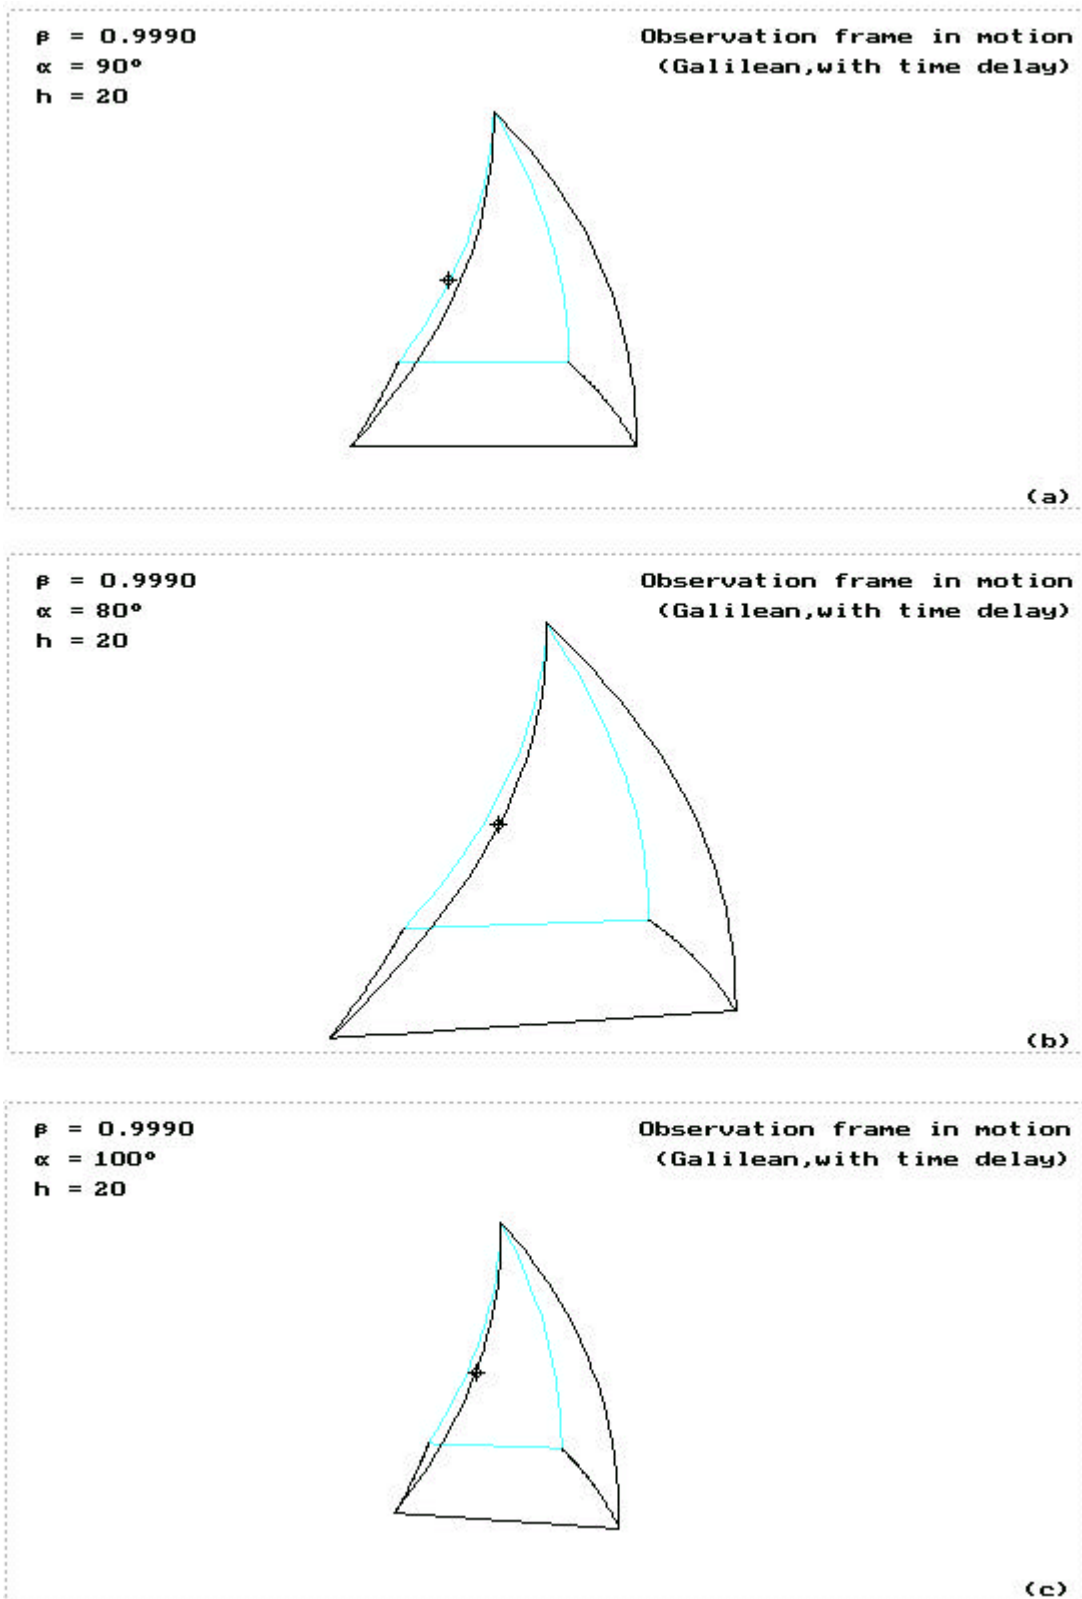 β = 0.9990
Observation frame in motion
α = 90°
(Galilean,with time delay)
h = 20
(a)
β = 0.9990
Observation frame in motion
α = 80°
(Galilean,with time delay)
h = 20
(b)
β = 0.9990
Observation frame in motion
α = 100°
(Galilean,with time delay)
h = 20
(c)